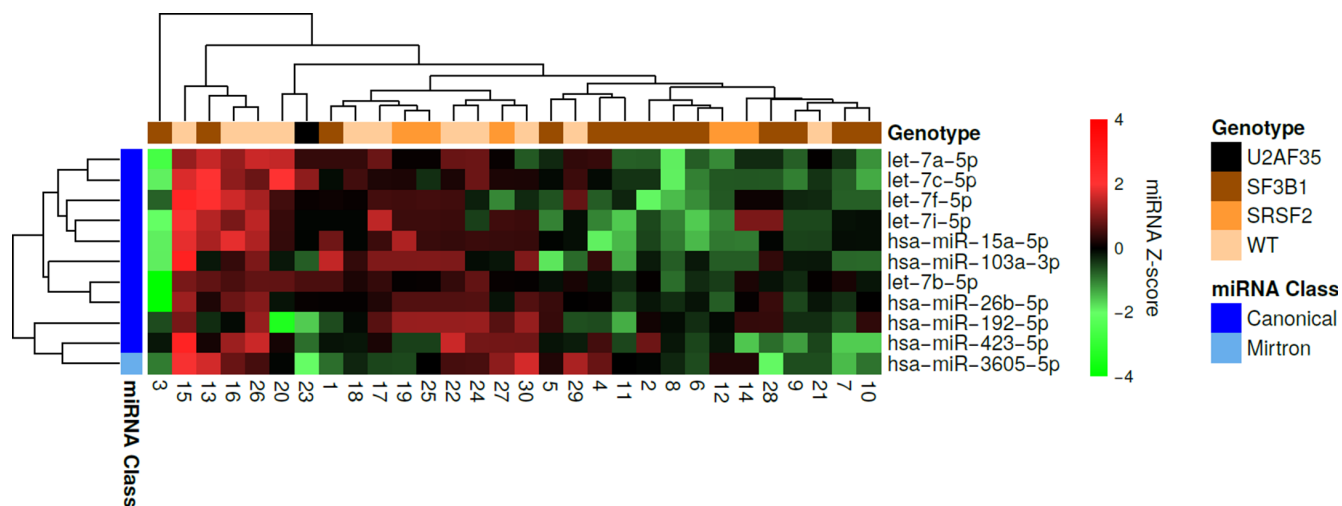 Genotype
let-7a-5p
let-7c-5p
let-7f-5p
let-7i-5p
hsa-miR-15a-5p
hsa-miR-103a-3p
let-7b-5p
hsa-miR-26b-5p
hsa-miR-192-5p
hsa-miR-423-5p
hsa-miR-3605-5p
3 15 13 16 26 20 23 1 18 17 19 25 22 24 27 30 5 29 4 11 2 8 6 12 14 28 9 21 7 10
miRNA Class
4
2
0
−2
−4
miRNA Z-score
Genotype
U2AF35
SF3B1
SRSF2
WT
miRNA Class
Canonical
Mirtron